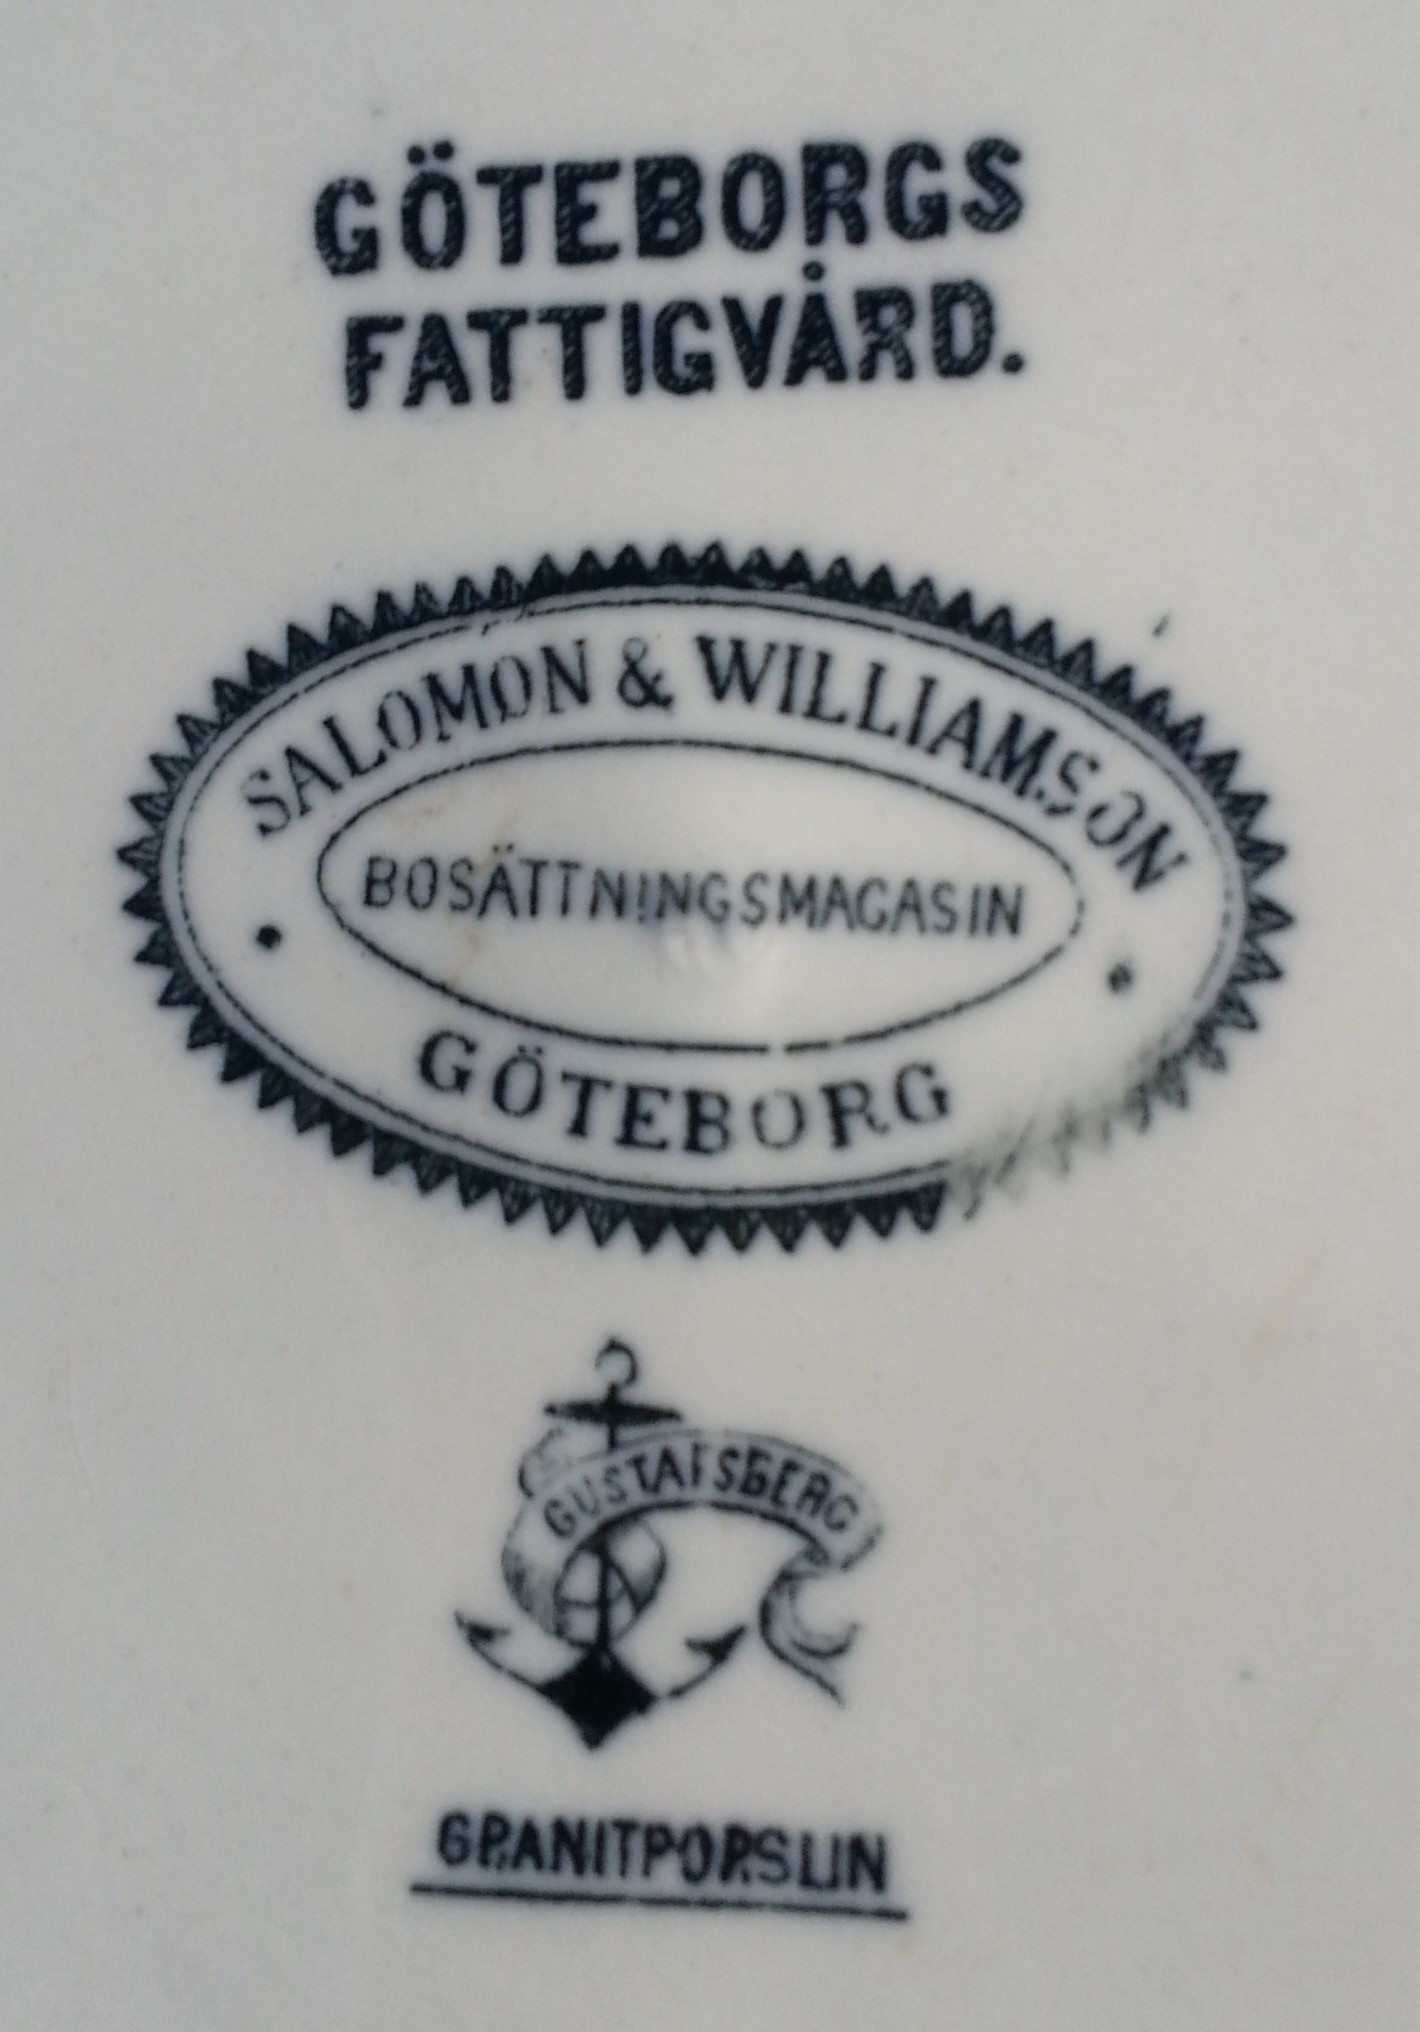 GÖTEBORGS
FATTIGVÅRD.
SALOMON & WILLIAMSON
BOSÄTTNINGSMAGASIN
GÖTEBORG
GUSTAFSBERG
GRANITPORSLIN